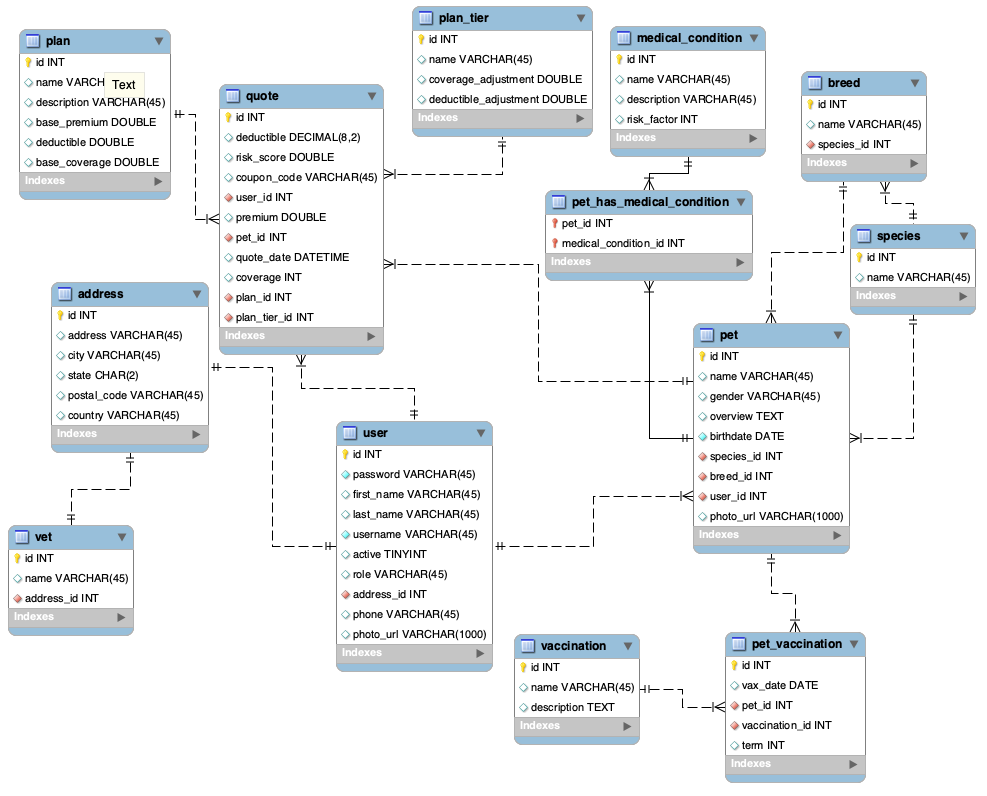 plan
id INT
name VARCH
Text
description VARCHAR(45)
base_premium DOUBLE
deductible DOUBLE
base_coverage DOUBLE
Indexes
quote
id INT
deductible DECIMAL(8,2)
risk_score DOUBLE
coupon_code VARCHAR(45)
user_id INT
premium DOUBLE
pet_id INT
quote_date DATETIME
coverage INT
plan_id INT
plan_tier_id INT
Indexes
plan_tier
id INT
name VARCHAR(45)
coverage_adjustment DOUBLE
deductible_adjustment DOUBLE
Indexes
medical_condition
id INT
name VARCHAR(45)
description VARCHAR(45)
risk_factor INT
Indexes
breed
id INT
name VARCHAR(45)
species_id INT
Indexes
pet_has_medical_condition
pet_id INT
medical_condition_id INT
Indexes
species
id INT
name VARCHAR(45)
Indexes
address
id INT
address VARCHAR(45)
city VARCHAR(45)
state CHAR(2)
postal_code VARCHAR(45)
country VARCHAR(45)
Indexes
pet
id INT
name VARCHAR(45)
gender VARCHAR(45)
overview TEXT
birthdate DATE
species_id INT
breed_id INT
user_id INT
photo_url VARCHAR(1000)
Indexes
user
id INT
password VARCHAR(45)
first_name VARCHAR(45)
last_name VARCHAR(45)
username VARCHAR(45)
active TINYINT
role VARCHAR(45)
address_id INT
phone VARCHAR(45)
photo_url VARCHAR(1000)
Indexes
vet
id INT
name VARCHAR(45)
address_id INT
Indexes
vaccination
id INT
name VARCHAR(45)
description TEXT
Indexes
pet_vaccination
id INT
vax_date DATE
pet_id INT
vaccination_id INT
term INT
Indexes